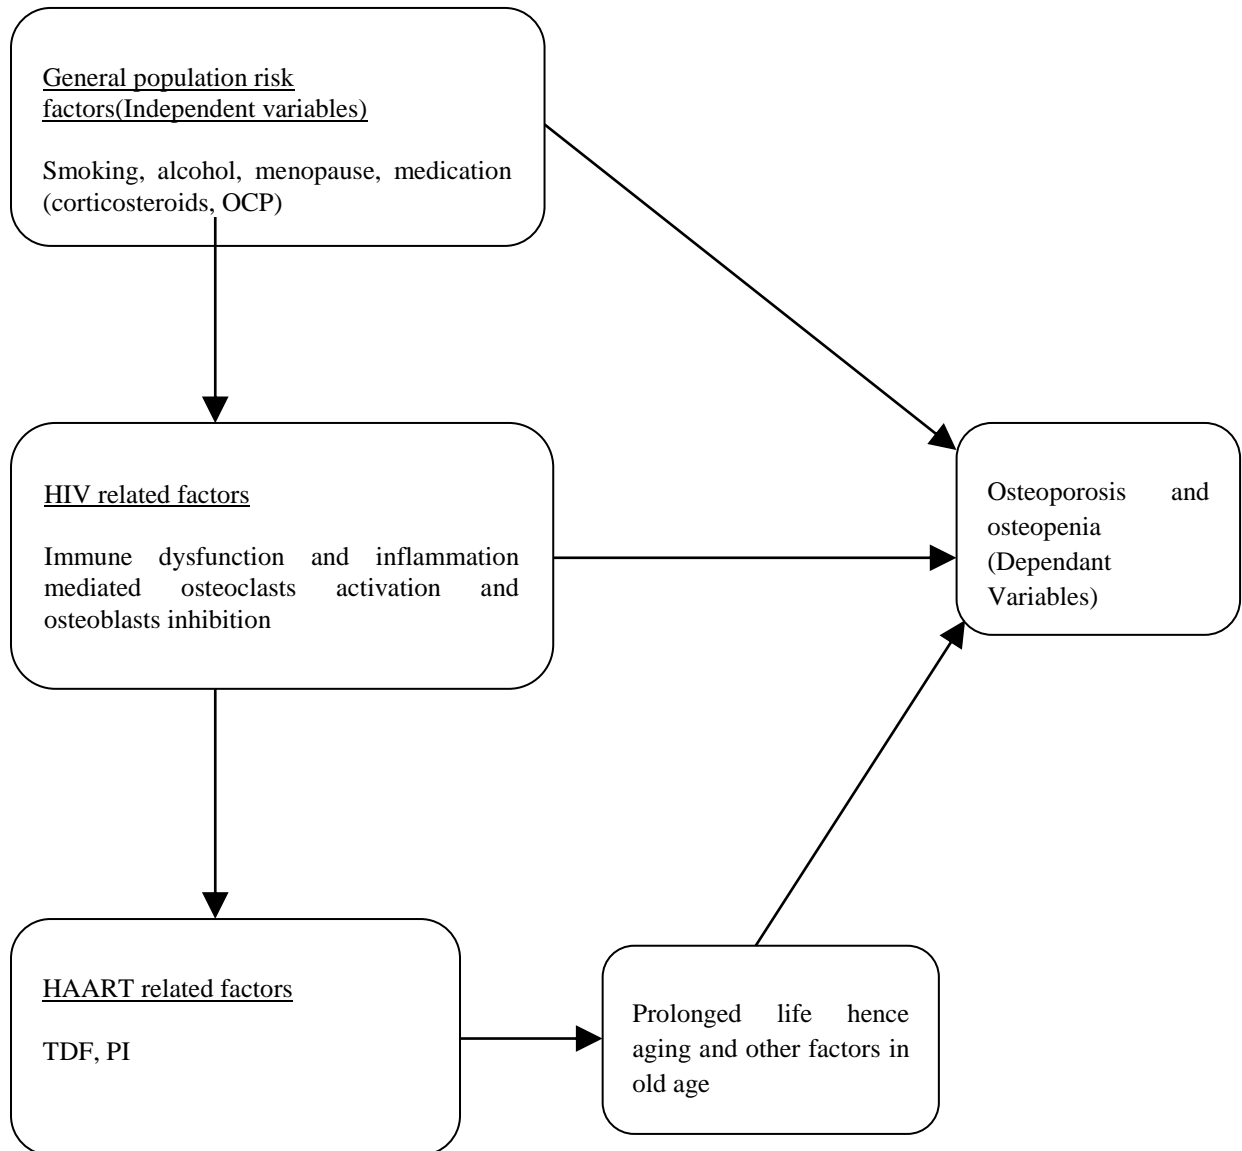 General population risk
factors(Independent variables)
Smoking, alcohol, menopause, medication
(corticosteroids, OCP)
HIV related factors
Immune dysfunction and inflammation
mediated osteoclasts activation and
osteoblasts inhibition
Osteoporosis and
osteopenia
(Dependant
Variables)
HAART related factors
TDF, PI
Prolonged life hence
aging and other factors in
old age